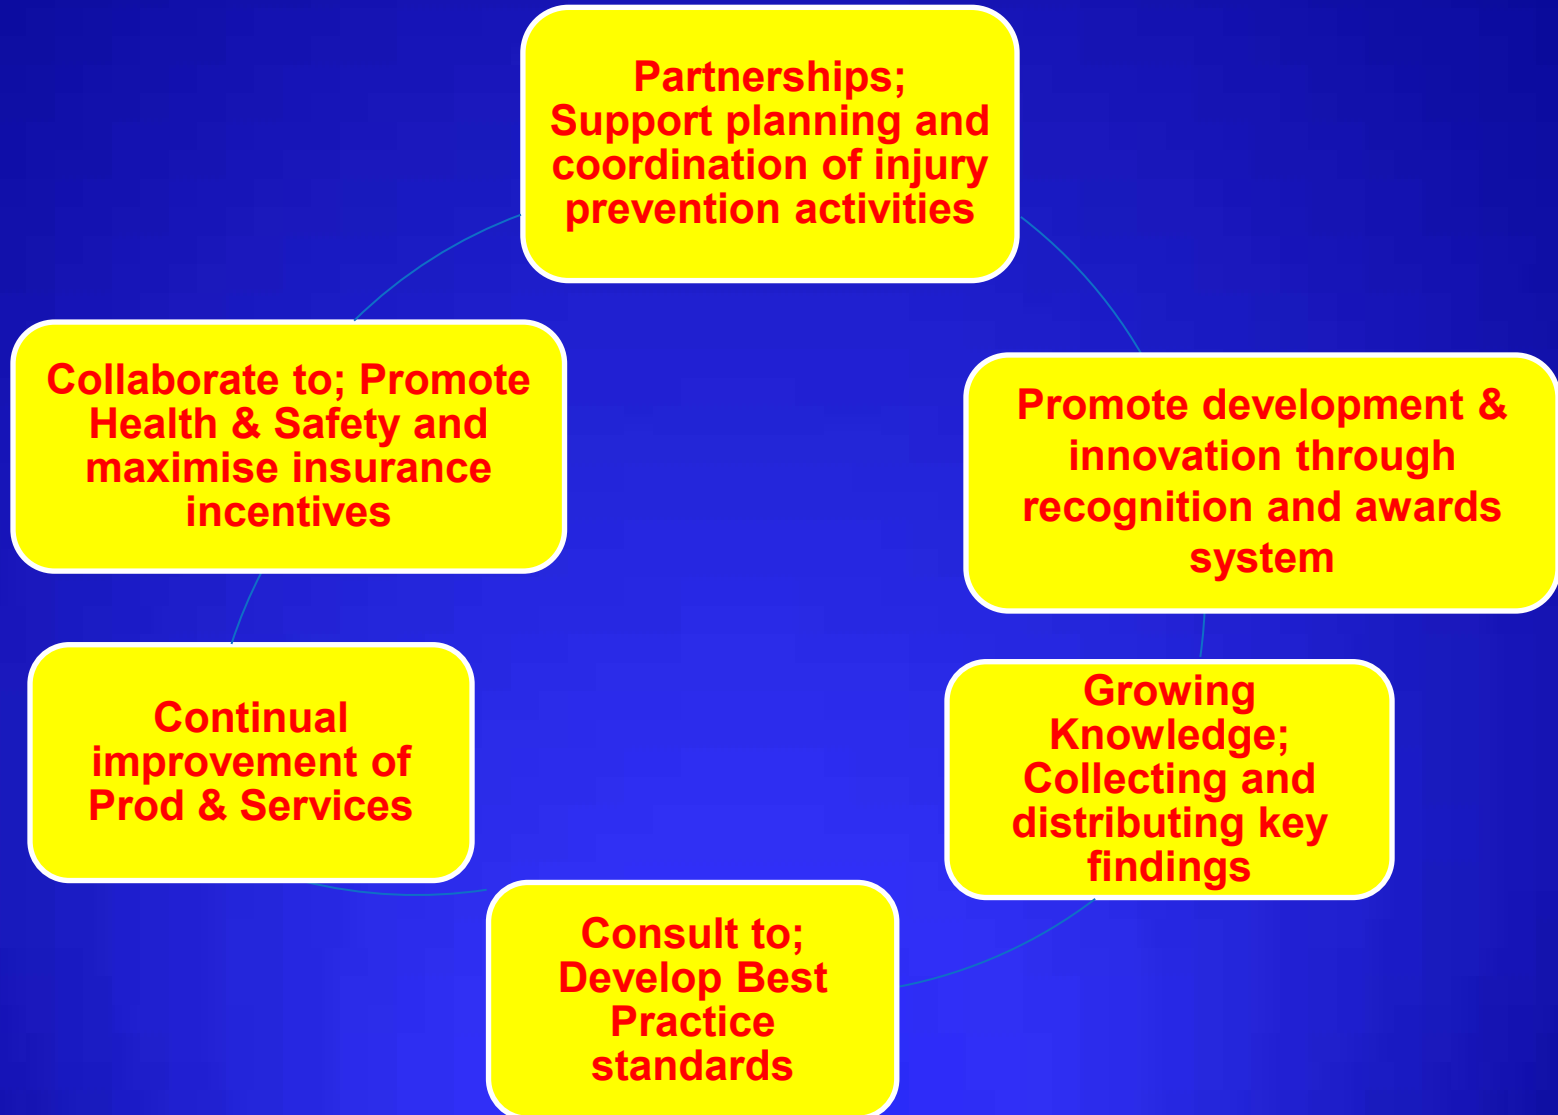 Partnerships;
Support planning and
coordination of injury
prevention activities
Promote development &
innovation through
recognition and awards
system
Growing
Knowledge;
Collecting and
distributing key
findings
Consult to;
Develop Best
Practice
standards
Continual
improvement of
Prod & Services
Collaborate to; Promote
Health & Safety and
maximise insurance
incentives